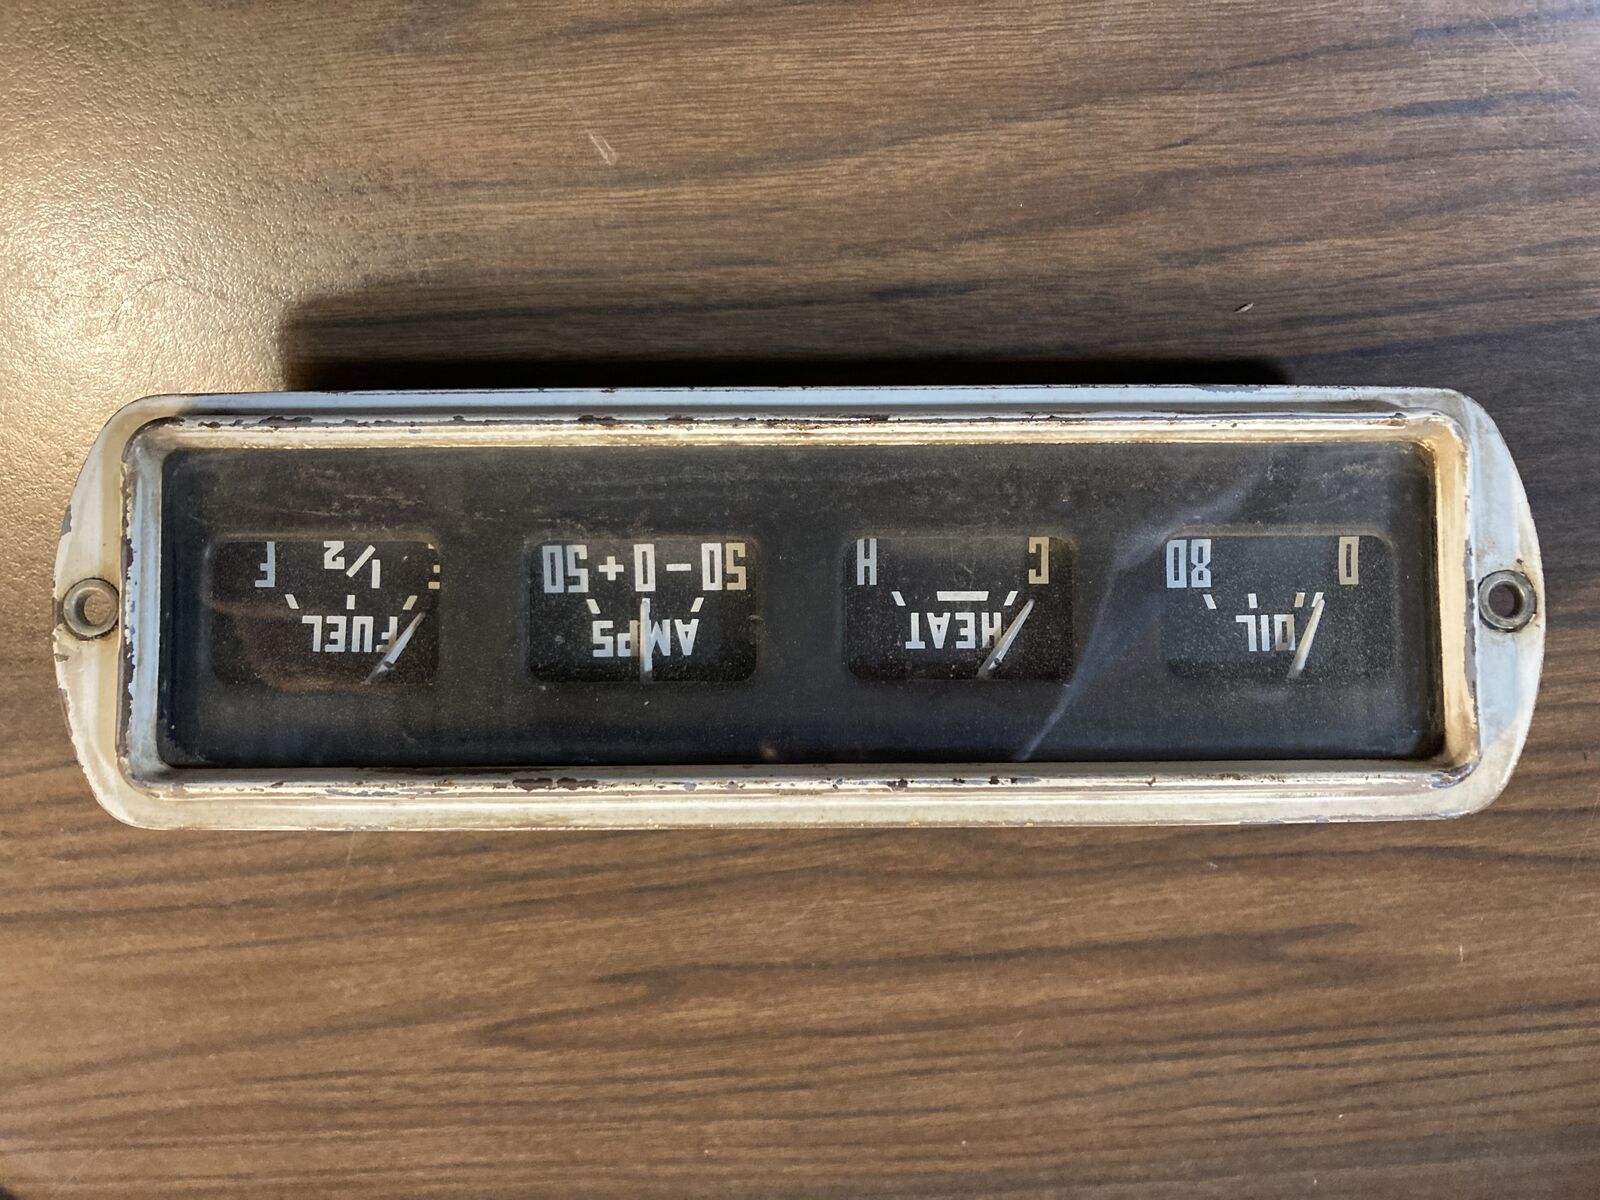 OIL
0 80
HEAT
C H
AMPS
50-0+50
FUEL
E 1/2 F